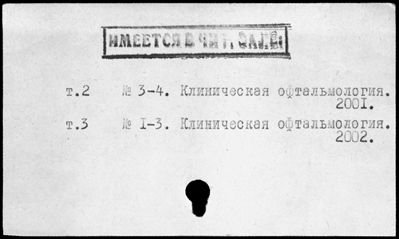 ИМЕЕТСЯ В ЧИТ. ЗАЛЕ
т.2 № 3-4. Клиническая офтальмология.
2001.
т.3 № I-3. Клиническая офтальмология.
2002.